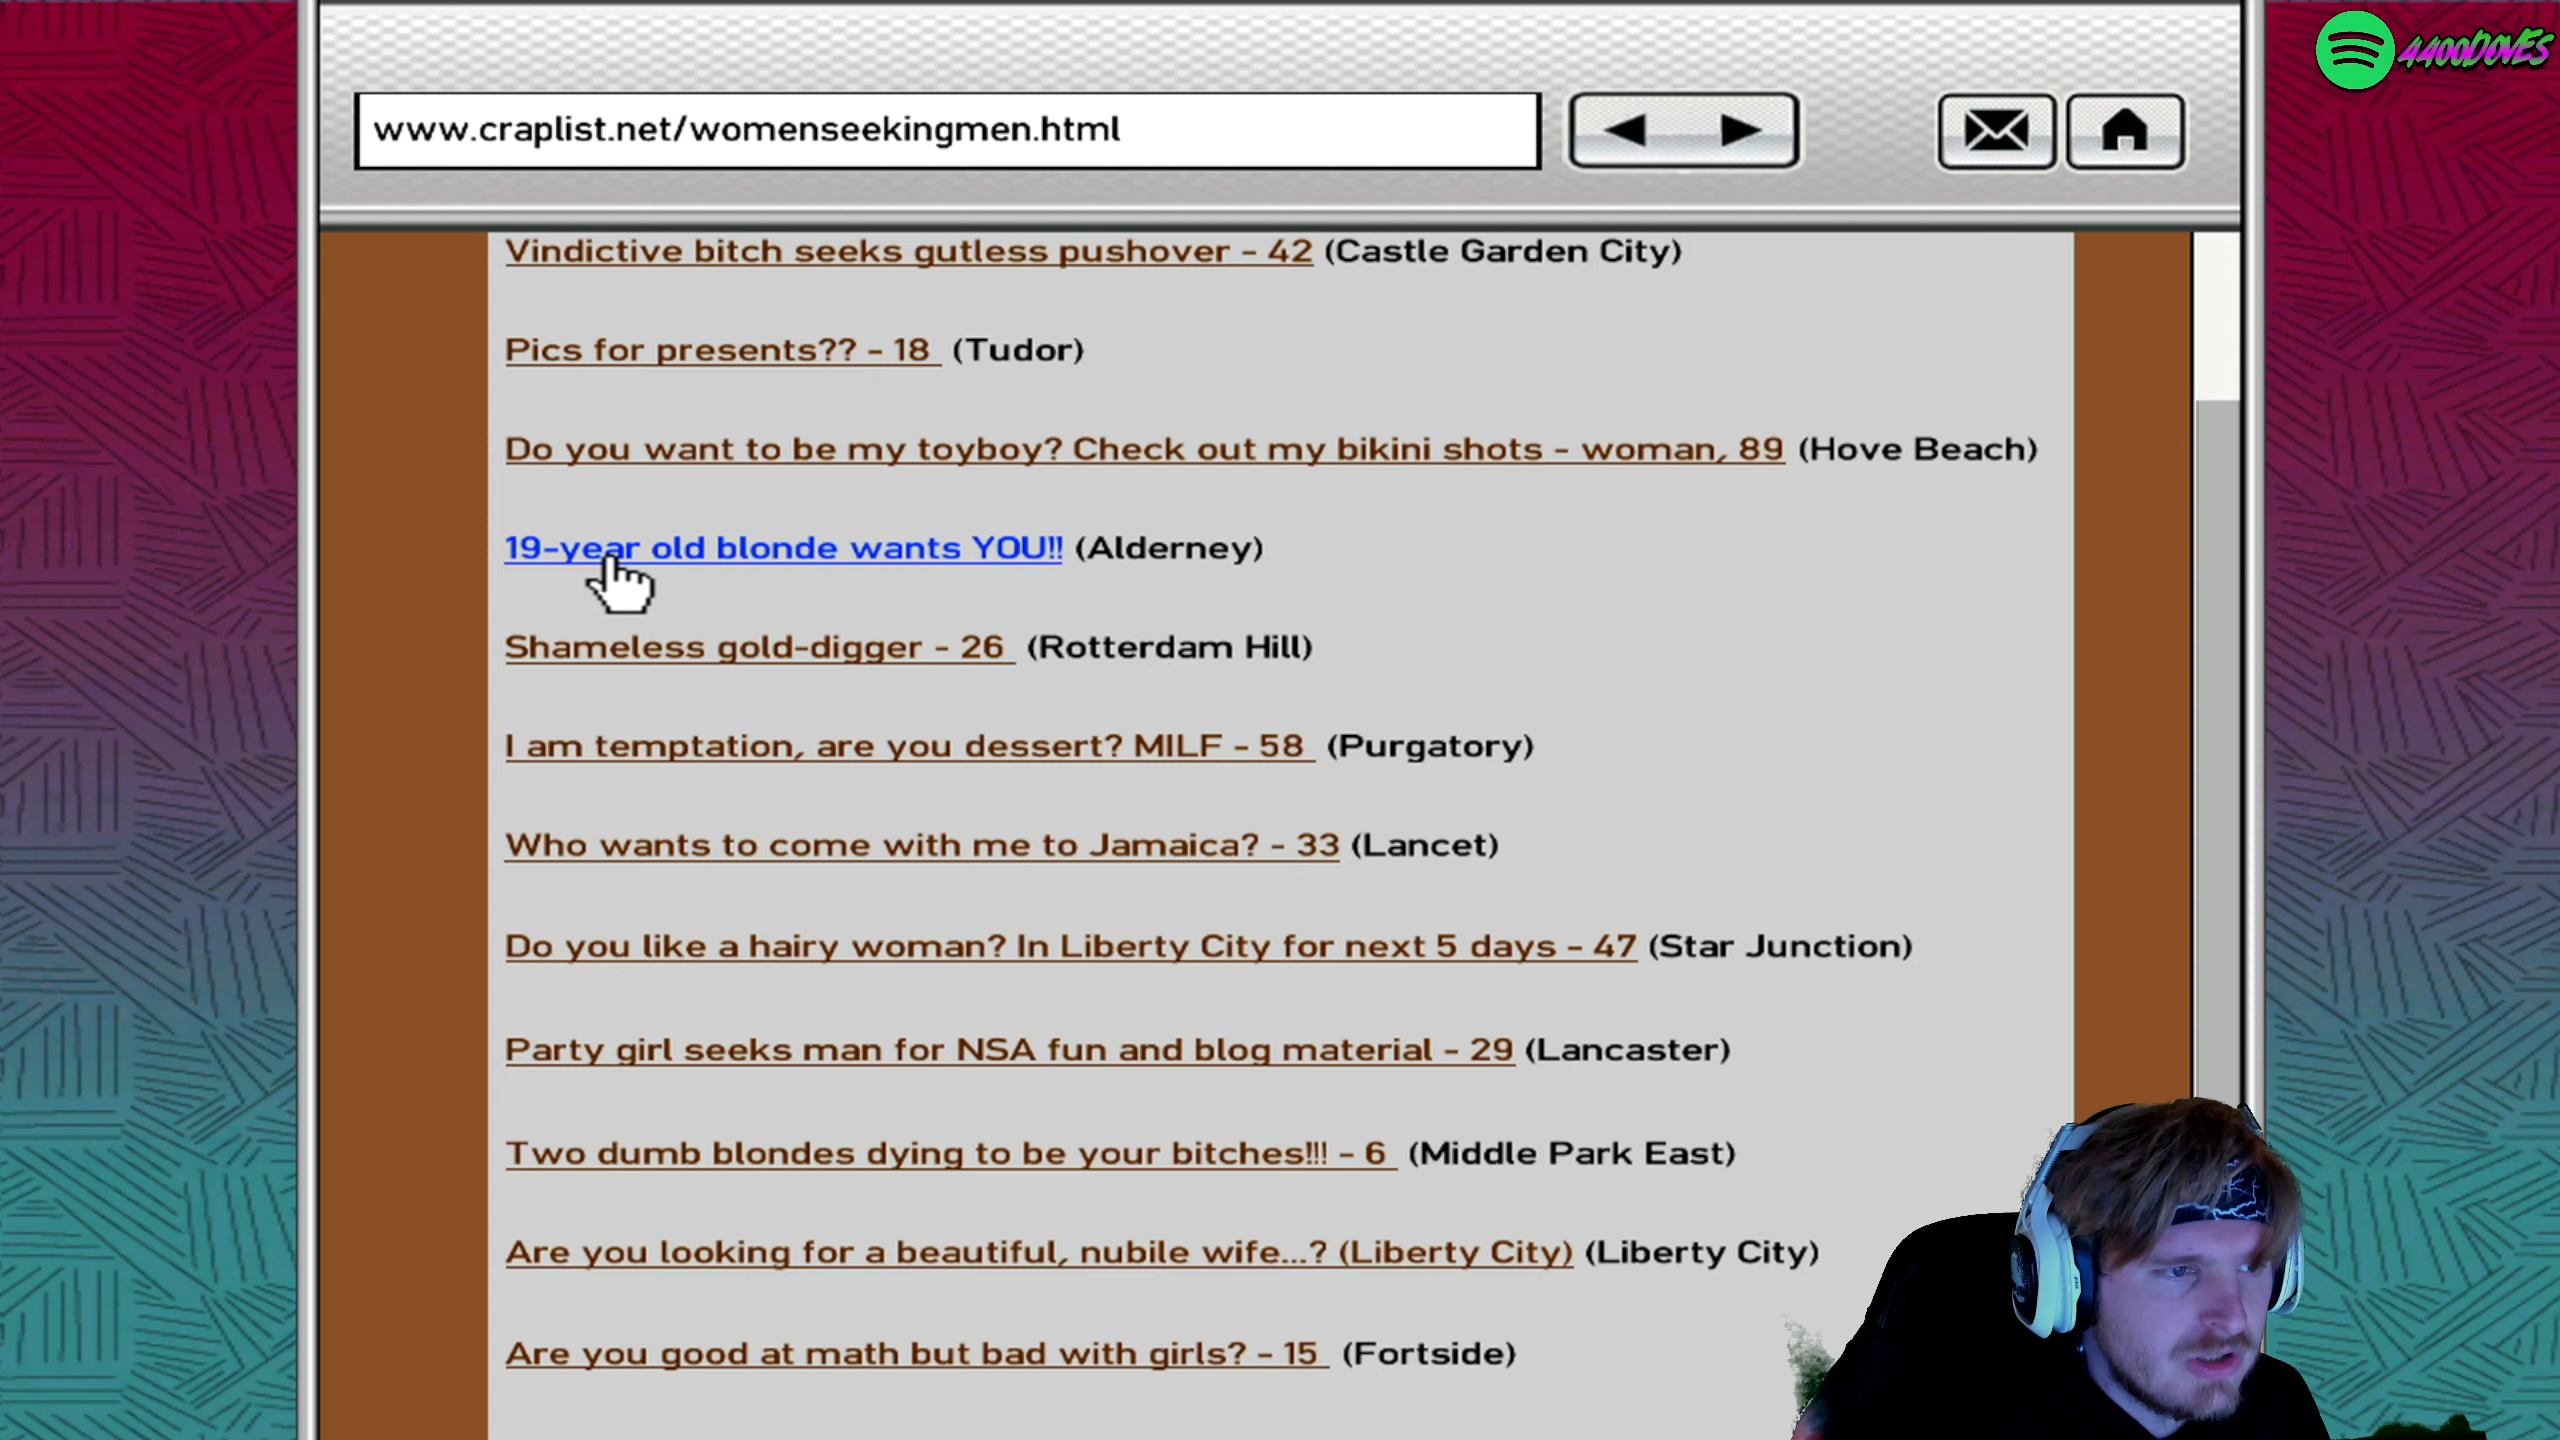 4400DOVES
www.craplist.net/womenseekingmen.html
Vindictive bitch seeks gutless pushover - 42 (Castle Garden City)
Pics for presents?? - 18 (Tudor)
Do you want to be my toyboy? Check out my bikini shots - woman, 89 (Hove Beach)
19-year old blonde wants YOU!! (Alderney)
Shameless gold-digger - 26 (Rotterdam Hill)
I am temptation, are you dessert? MILF - 58 (Purgatory)
Who wants to come with me to Jamaica? - 33 (Lancet)
Do you like a hairy woman? In Liberty City for next 5 days - 47 (Star Junction)
Party girl seeks man for NSA fun and blog material - 29 (Lancaster)
Two dumb blondes dying to be your bitches!!! - 6 (Middle Park East)
Are you looking for a beautiful, nubile wife...? (Liberty City) (Liberty City)
Are you good at math but bad with girls? - 15 (Fortside)